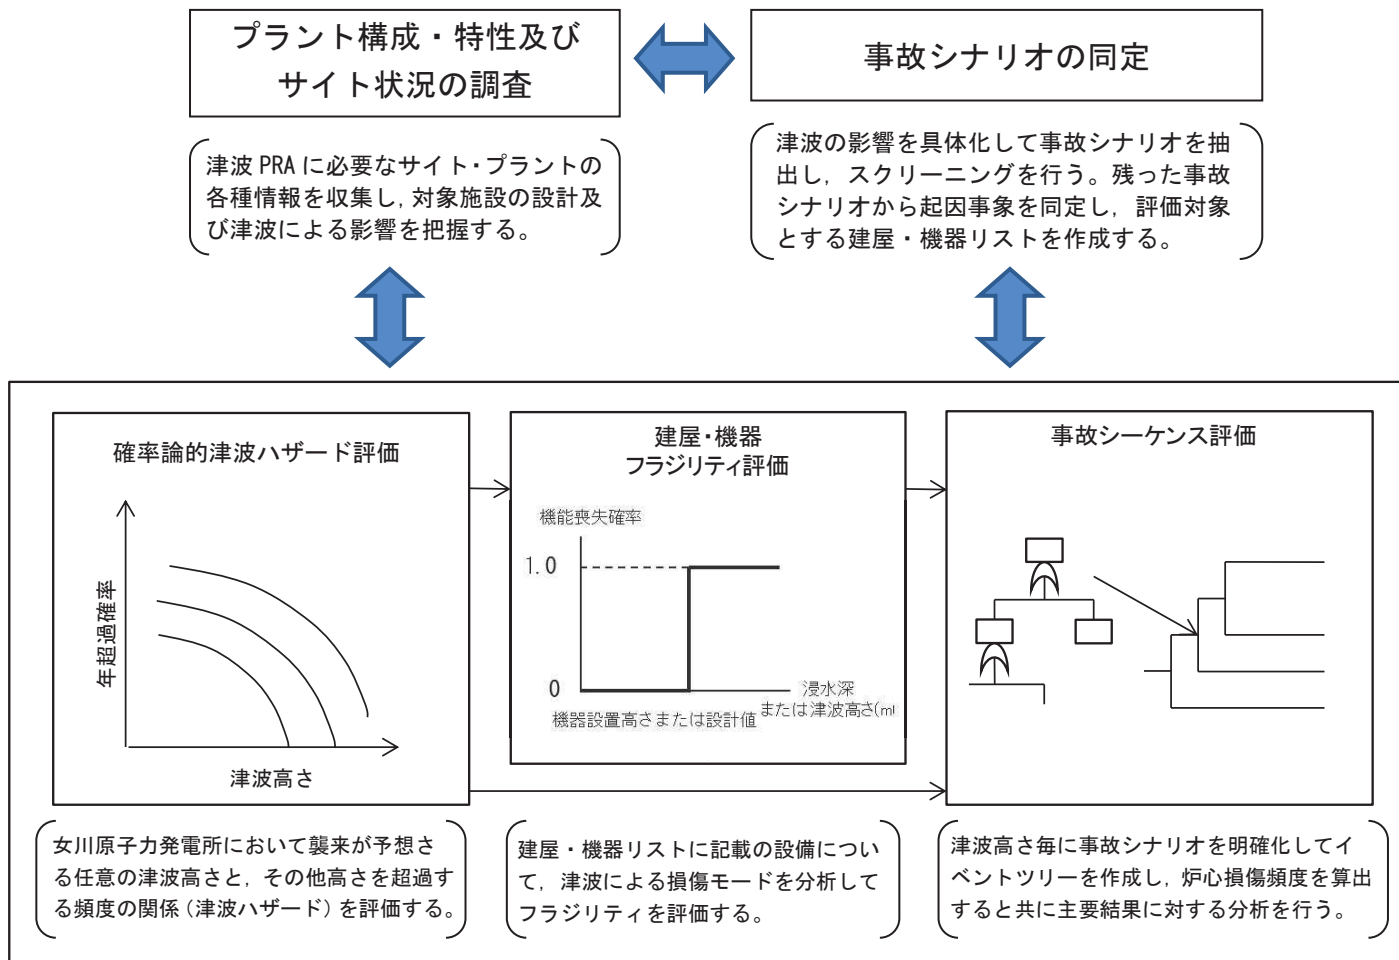 プラント構成・特性及び
サイト状況の調査
事故シナリオの同定
津波 PRA に必要なサイト・プラントの
各種情報を収集し，対象施設の設計及
び津波による影響を把握する。
津波の影響を具体化して事故シナリオを抽
出し，スクリーニングを行う。残った事故
シナリオから起因事象を同定し，評価対象
とする建屋・機器リストを作成する。
確率論的津波ハザード評価
年超過確率
津波高さ
建屋・機器
フラジリティ評価
機能喪失確率
1.0
0
浸水深
または津波高さ(m)
機器設置高さまたは設計値
事故シーケンス評価
女川原子力発電所において襲来が予想さ
る任意の津波高さと，その他高さを超過す
る頻度の関係（津波ハザード）を評価する。
建屋・機器リストに記載の設備につい
て，津波による損傷モードを分析して
フラジリティを評価する。
津波高さ毎に事故シナリオを明確化してイ
ベントツリーを作成し，炉心損傷頻度を算出
すると共に主要結果に対する分析を行う。